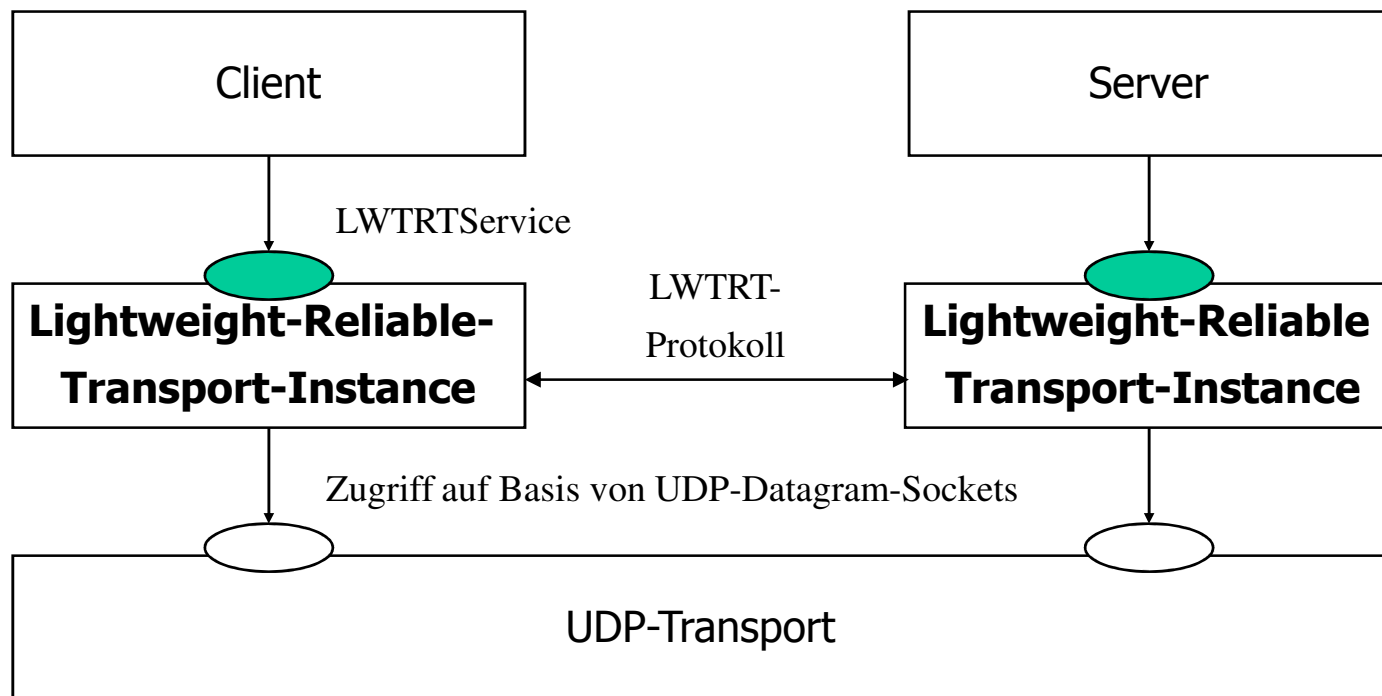 Client
Server
LWTRTService
Lightweight-Reliable-
Transport-Instance
LWTRT-
Protokoll
Lightweight-Reliable
Transport-Instance
Zugriff auf Basis von UDP-Datagram-Sockets
UDP-Transport